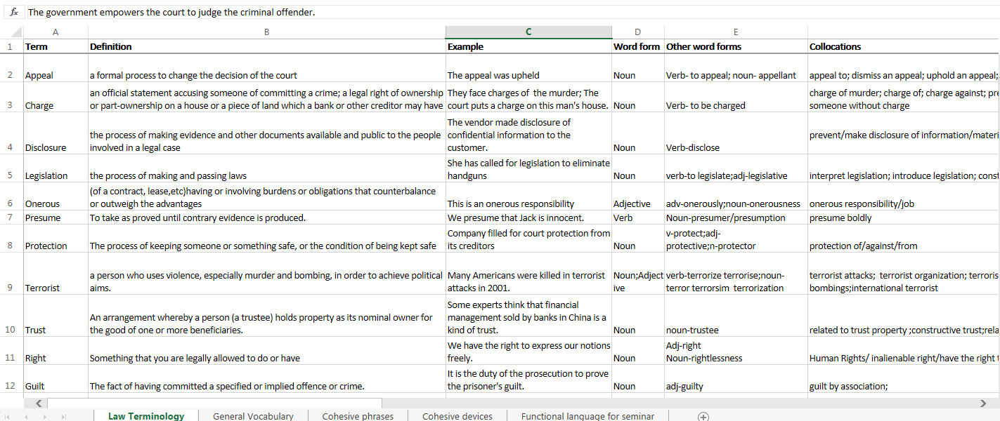 fx The government empowers the court to judge the criminal offender.
A B C D E
1 Term Definition Example Word form Other word forms Collocations
2 Appeal a formal process to change the decision of the court The appeal was upheld Noun Verb- to appeal; noun- appellant appeal to; dismiss an appeal; uphold an appeal;
an official statement accusing someone of committing a crime; a legal right of ownership They face charges of the murder; The charge of murder; charge of; charge against; pre
3 Charge or part-ownership on a house or a piece of land which a bank or other creditor may have court puts a charge on this man's house. Noun Verb- to be charged someone without charge
The vendor made disclosure of
the process of making evidence and other documents available and public to the people confidential information to the prevent/make disclosure of information/materi
4 Disclosure involved in a legal case customer. Noun Verb-disclose
She has called for legislation to eliminate
5 Legislation the process of making and passing laws handguns Noun verb-to legislate;adj-legislative interpret legislation; introduce legislation; const
(of a contract, lease,etc)having or involving burdens or obligations that counterbalance
6 Onerous or outweigh the advantages This is an onerous responsibility Adjective adv-onerously;noun-onerousness onerous responsibility/job
7 Presume To take as proved until contrary evidence is produced. We presume that Jack is innocent. Verb Noun-presumer/presumption presume boldly
Company filled for court protection from v-protect;adj-
8 Protection The process of keeping someone or something safe, or the condition of being kept safe its creditors Noun protective;n-protector protection of/against/from
a person who uses violence, especially murder and bombing, in order to achieve political Many Americans were killed in terrorist Noun;Adject verb-terrorize terrorise;noun- terrorist attacks; terrorist organization; terroris
9 Terrorist aims. attacks in 2001. ive terror terrorsim terrorization bombings;international terrorist
Some experts think that financial
An arrangement whereby a person (a trustee) holds property as its nominal owner for management sold by banks in China is a
10 Trust the good of one or more beneficiaries. kind of trust. Noun noun-trustee related to trust property ;constructive trust;rela
We have the right to express our notions Adj-right
11 Right Something that you are legally allowed to do or have freely. Noun Noun-rightlessness Human Rights/ inalienable right/have the right t
It is the duty of the prosecution to prove
12 Guilt The fact of having committed a specified or implied offence or crime. the prisoner's guilt. Noun adj-guilty guilt by association;
Law Terminology General Vocabulary Cohesive phrases Cohesive devices Functional language for seminar